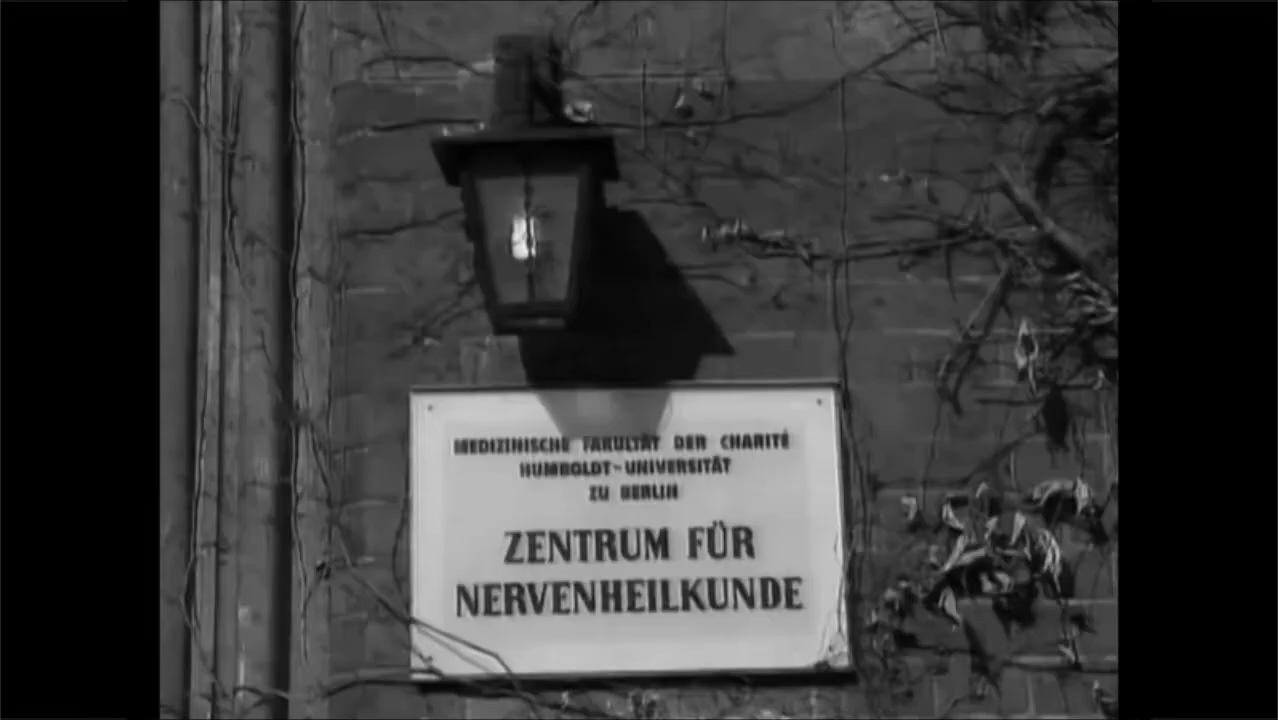 MEDIZINISCHE FAKULTÄT DER CHARITÉ
HUMBOLDT-UNIVERSITÄT
ZU BERLIN
ZENTRUM FÜR
NERVENHEILKUNDE